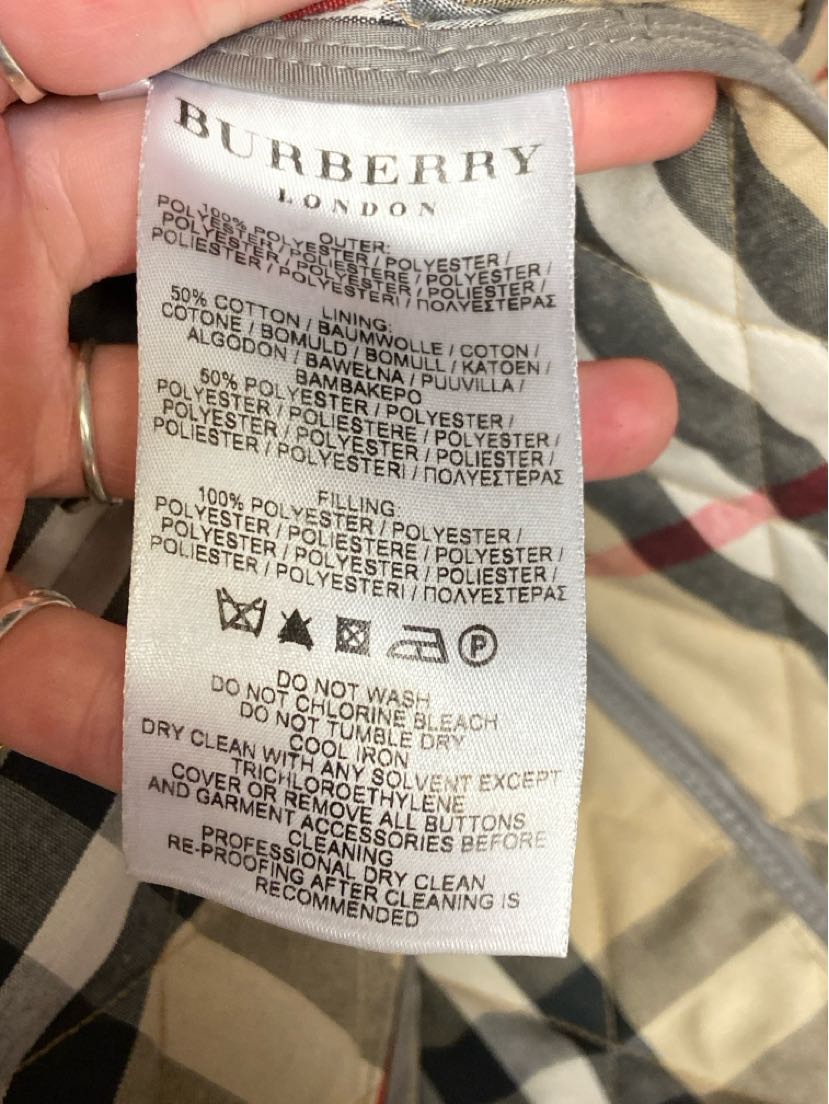 BURBERRY
LONDON
OUTER:
100% POLYESTER / POLYESTER /
POLYESTER / POLIESTERE / POLYESTER /
POLYESTER / POLYESTER / POLIESTER /
POLIESTER / POLYESTERI / ΠΟΛΥΕΣΤΕΡΑΣ
LINING:
50% COTTON / BAUMWOLLE / COTON /
COTONE / BOMULD / BOMULL / KATOEN /
ALGODON / BAWEŁNA / PUUVILLA /
BAMBAKEPO
50% POLYESTER / POLYESTER /
POLYESTER / POLIESTERE / POLYESTER /
POLYESTER / POLYESTER / POLIESTER /
POLIESTER / POLYESTERI / ΠΟΛΥΕΣΤΕΡΑΣ
FILLING:
100% POLYESTER / POLYESTER /
POLYESTER / POLIESTERE / POLYESTER /
POLYESTER / POLYESTER / POLIESTER /
POLIESTER / POLYESTERI / ΠΟΛΥΕΣΤΕΡΑΣ
P
DO NOT WASH
DO NOT CHLORINE BLEACH
DO NOT TUMBLE DRY
COOL IRON
DRY CLEAN WITH ANY SOLVENT EXCEPT
TRICHLOROETHYLENE
COVER OR REMOVE ALL BUTTONS
AND GARMENT ACCESSORIES BEFORE
CLEANING
PROFESSIONAL DRY CLEAN
RE-PROOFING AFTER CLEANING IS
RECOMMENDED